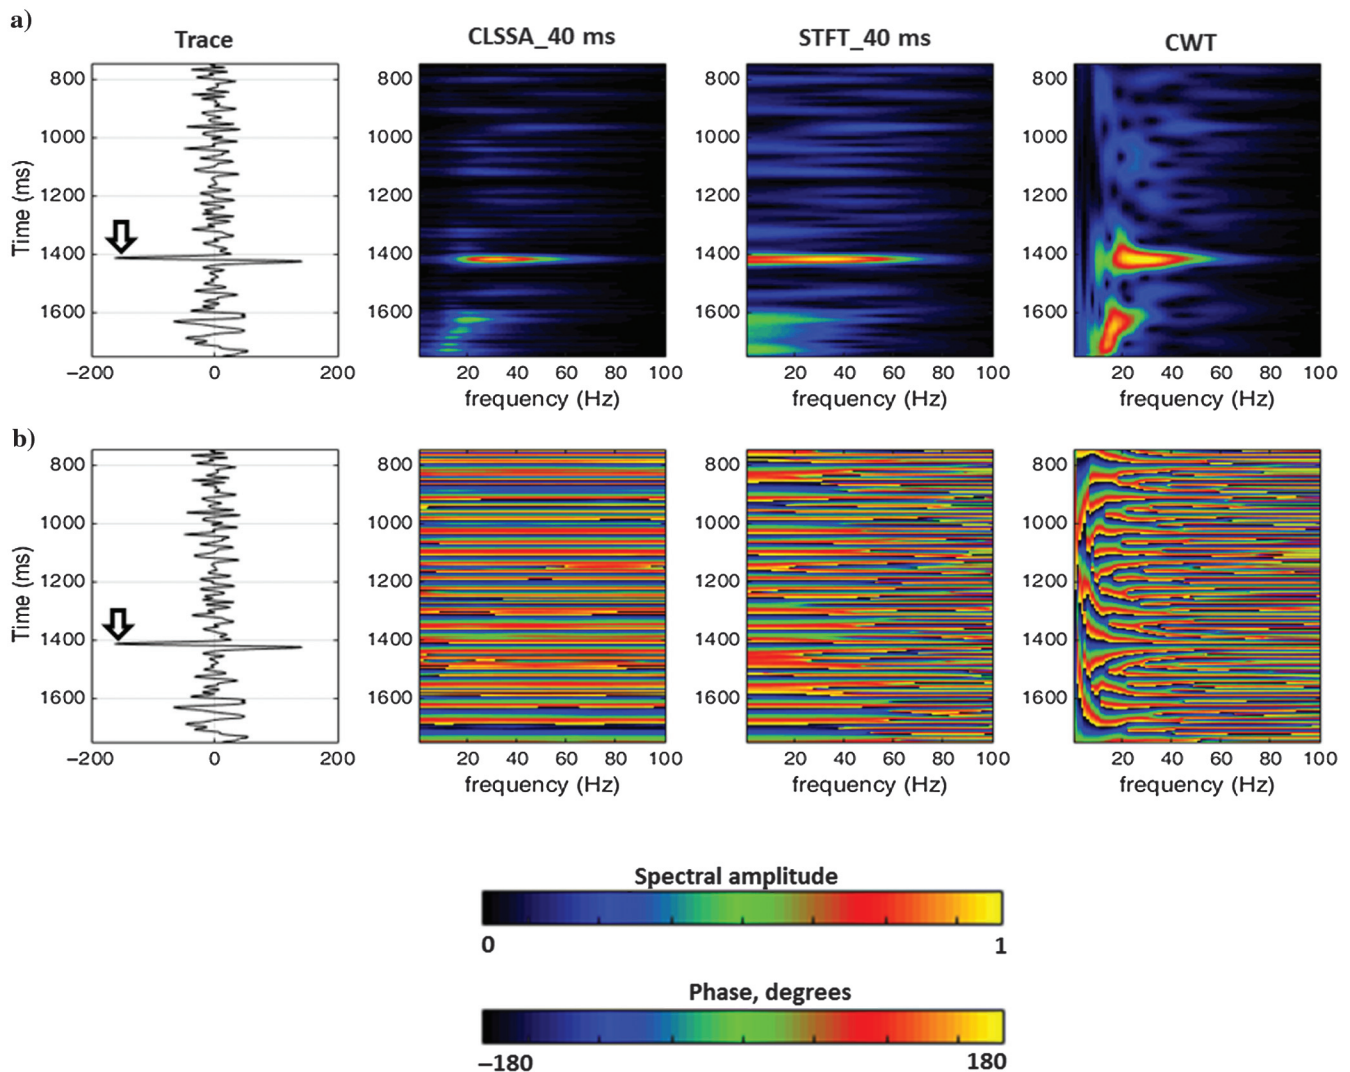 a)
Trace
CLSSA_40 ms
STFT_40 ms
CWT
Time (ms)
800
1000
1200
1400
1600
−200 0 200
800
1000
1200
1400
1600
20 40 60 80 100
frequency (Hz)
800
1000
1200
1400
1600
20 40 60 80 100
frequency (Hz)
800
1000
1200
1400
1600
20 40 60 80 100
frequency (Hz)
b)
Time (ms)
800
1000
1200
1400
1600
−200 0 200
800
1000
1200
1400
1600
20 40 60 80 100
frequency (Hz)
800
1000
1200
1400
1600
20 40 60 80 100
frequency (Hz)
800
1000
1200
1400
1600
20 40 60 80 100
frequency (Hz)
Spectral amplitude
0 1
Phase, degrees
−180 180